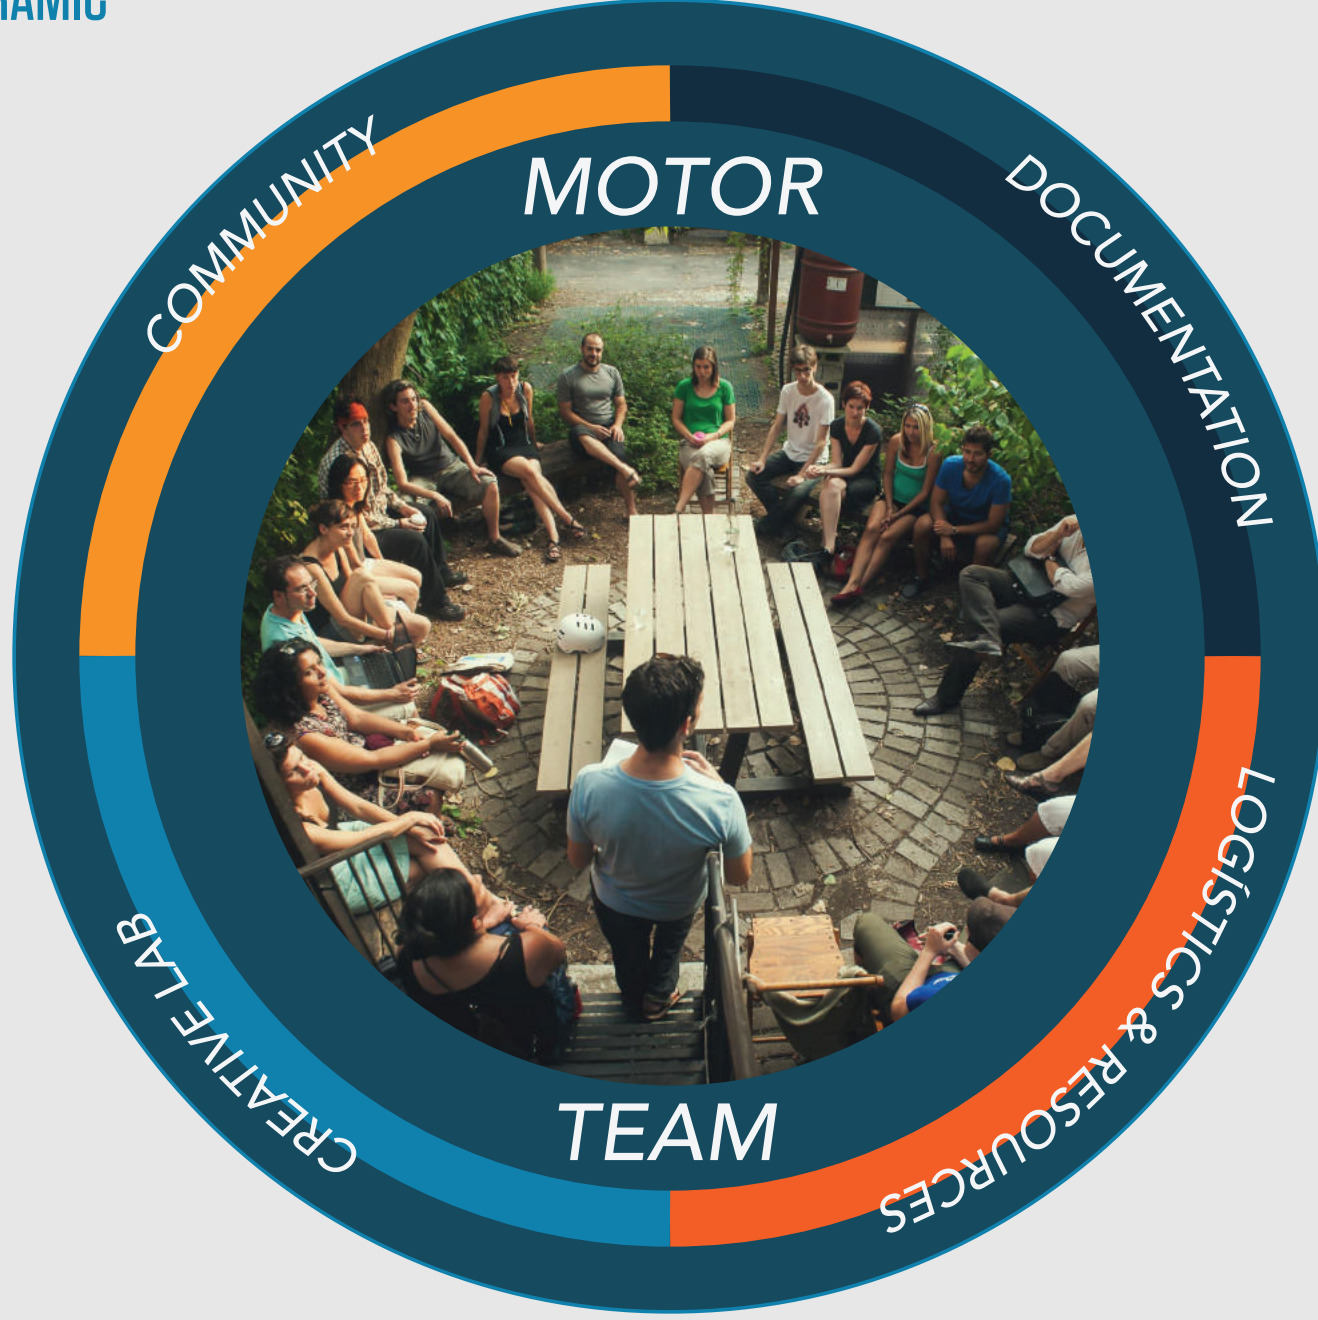 MOTOR
COMMUNITY
DOCUMENTATION
LOGÍSTICS & RESOURCES
CREATIVE LAB
TEAM